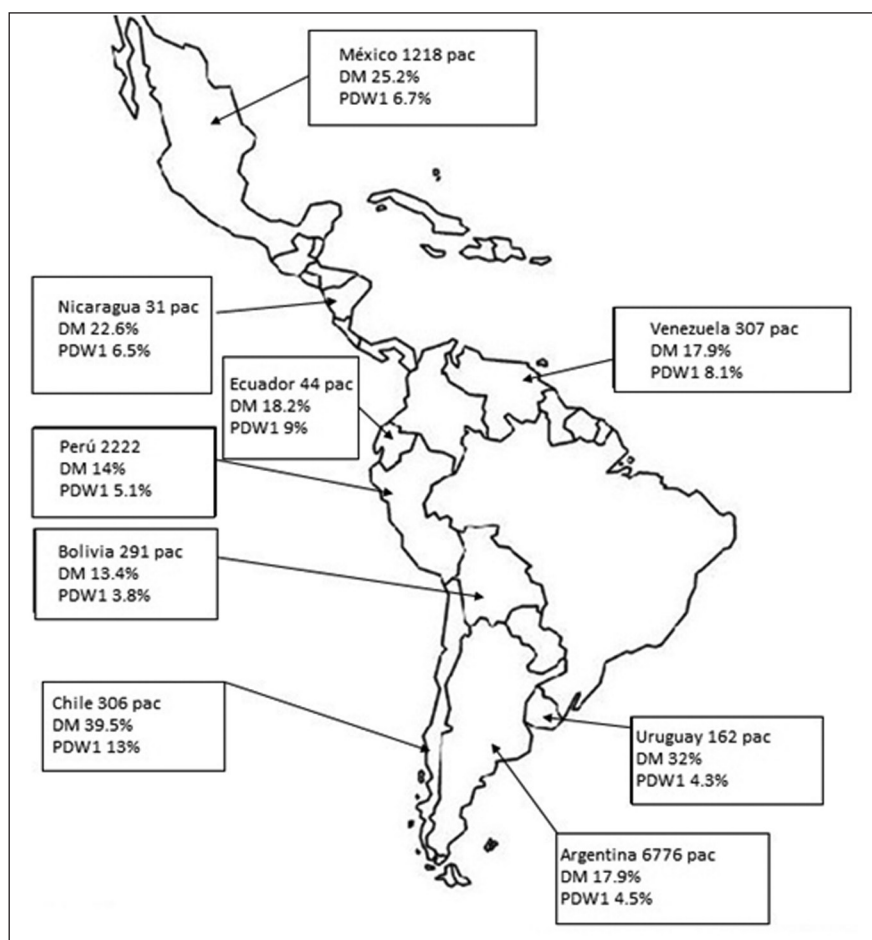 México 1218 pac
DM 25.2%
PDW1 6.7%
Nicaragua 31 pac
DM 22.6%
PDW1 6.5%
Venezuela 307 pac
DM 17.9%
PDW1 8.1%
Ecuador 44 pac
DM 18.2%
PDW1 9%
Perú 2222
DM 14%
PDW1 5.1%
Bolivia 291 pac
DM 13.4%
PDW1 3.8%
Chile 306 pac
DM 39.5%
PDW1 13%
Uruguay 162 pac
DM 32%
PDW1 4.3%
Argentina 6776 pac
DM 17.9%
PDW1 4.5%